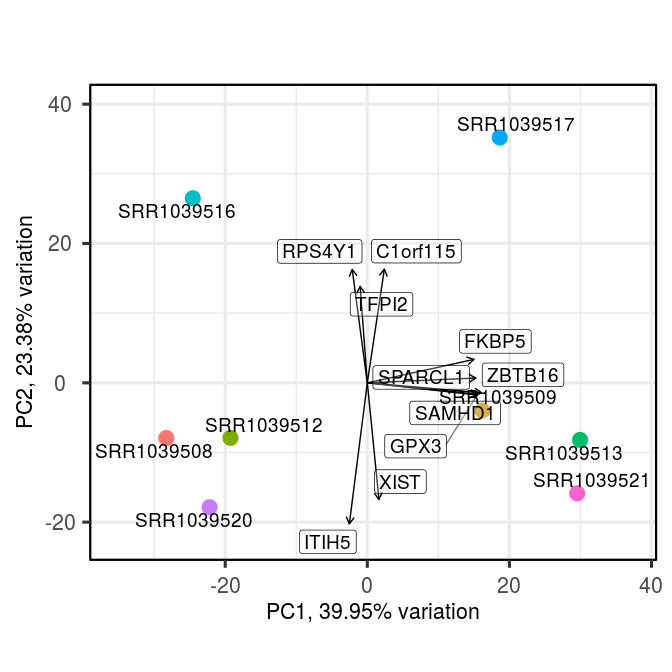 40
SRR1039517
SRR1039516
20
RPS4Y1
C1orf115
TFPI2
FKBP5
SPARCL1
ZBTB16
0
SRR1039509
SAMHD1
SRR1039512
GPX3
SRR1039508
SRR1039513
XIST
SRR1039521
-20
SRR1039520
ITIH5
PC2, 23.38% variation
-20
0
20
40
PC1, 39.95% variation